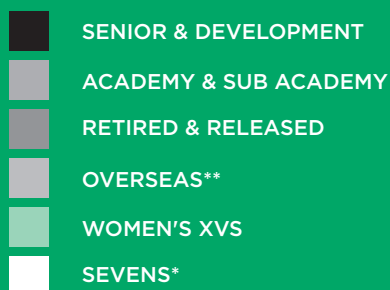 SENIOR & DEVELOPMENT
ACADEMY & SUB ACADEMY
RETIRED & RELEASED
OVERSEAS**
WOMEN'S XVS
SEVENS*